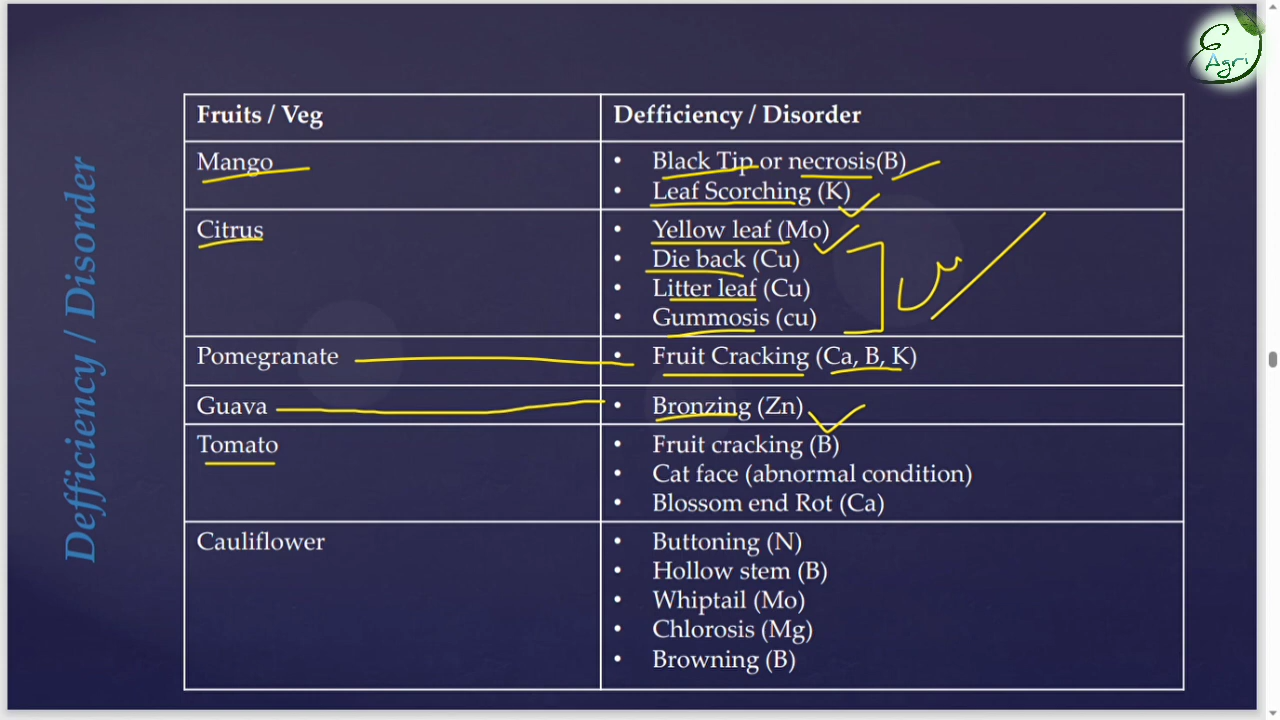 E
Agri
Defficiency / Disorder
Fruits / Veg
Defficiency / Disorder
Mango
• Black Tip or necrosis(B)
• Leaf Scorching (K)
Citrus
• Yellow leaf (Mo)
• Die back (Cu)
• Litter leaf (Cu)
• Gummosis (cu)
Pomegranate
• Fruit Cracking (Ca, B, K)
Guava
• Bronzing (Zn)
Tomato
• Fruit cracking (B)
• Cat face (abnormal condition)
• Blossom end Rot (Ca)
Cauliflower
• Buttoning (N)
• Hollow stem (B)
• Whiptail (Mo)
• Chlorosis (Mg)
• Browning (B)